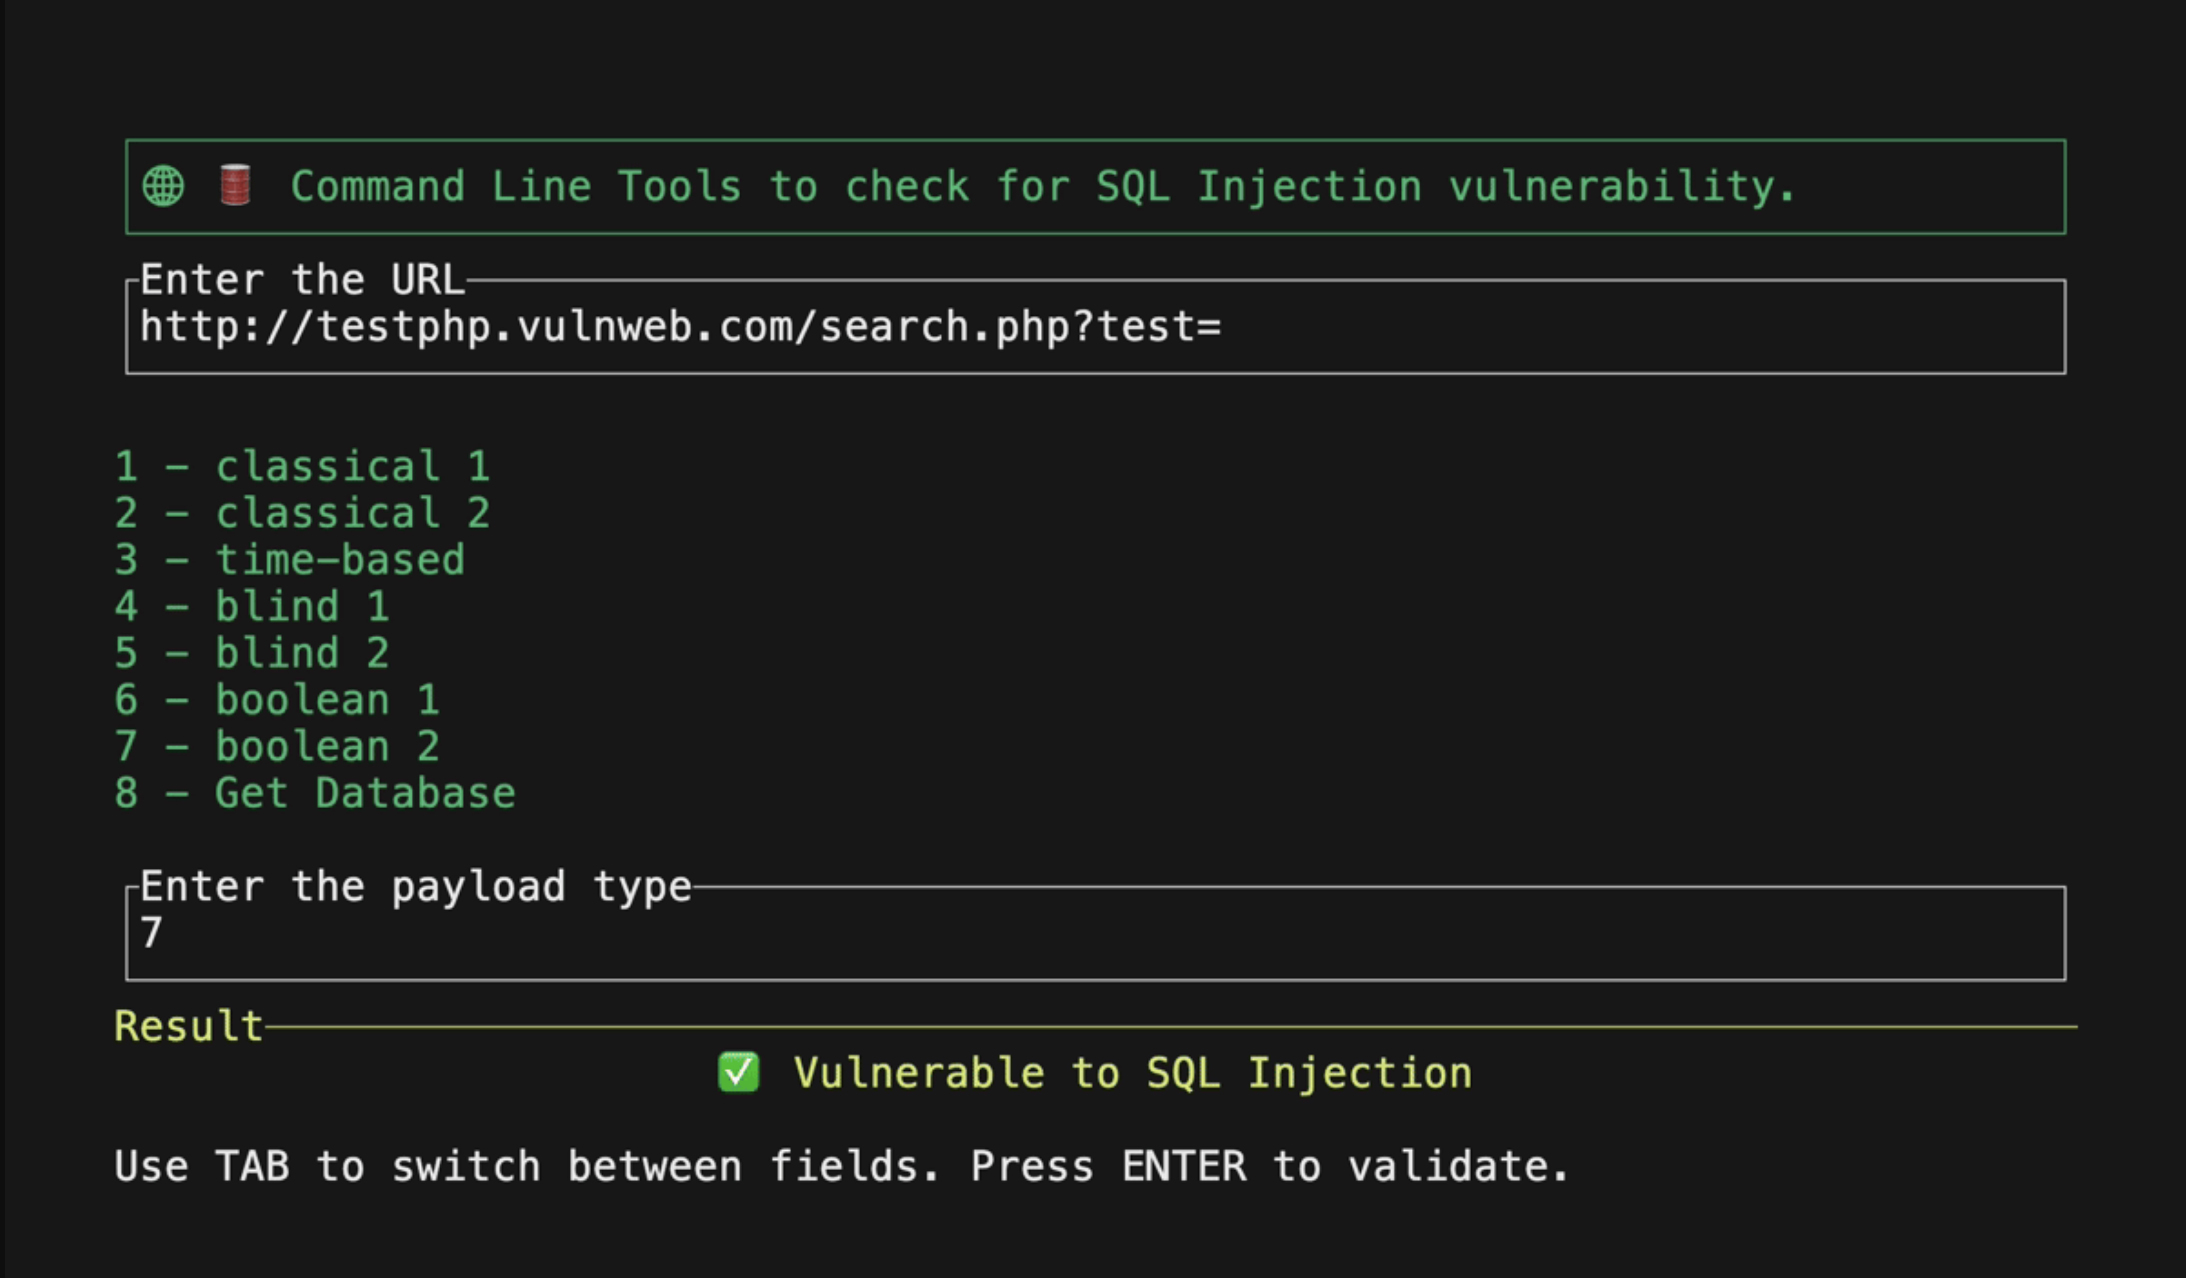 Command Line Tools to check for SQL Injection vulnerability.
Enter the URL
http://testphp.vulnweb.com/search.php?test=
1 - classical 1
2 - classical 2
3 - time-based
4 - blind 1
5 - blind 2
6 - boolean 1
7 - boolean 2
8 - Get Database
Enter the payload type
7
Result
✅ Vulnerable to SQL Injection
Use TAB to switch between fields. Press ENTER to validate.